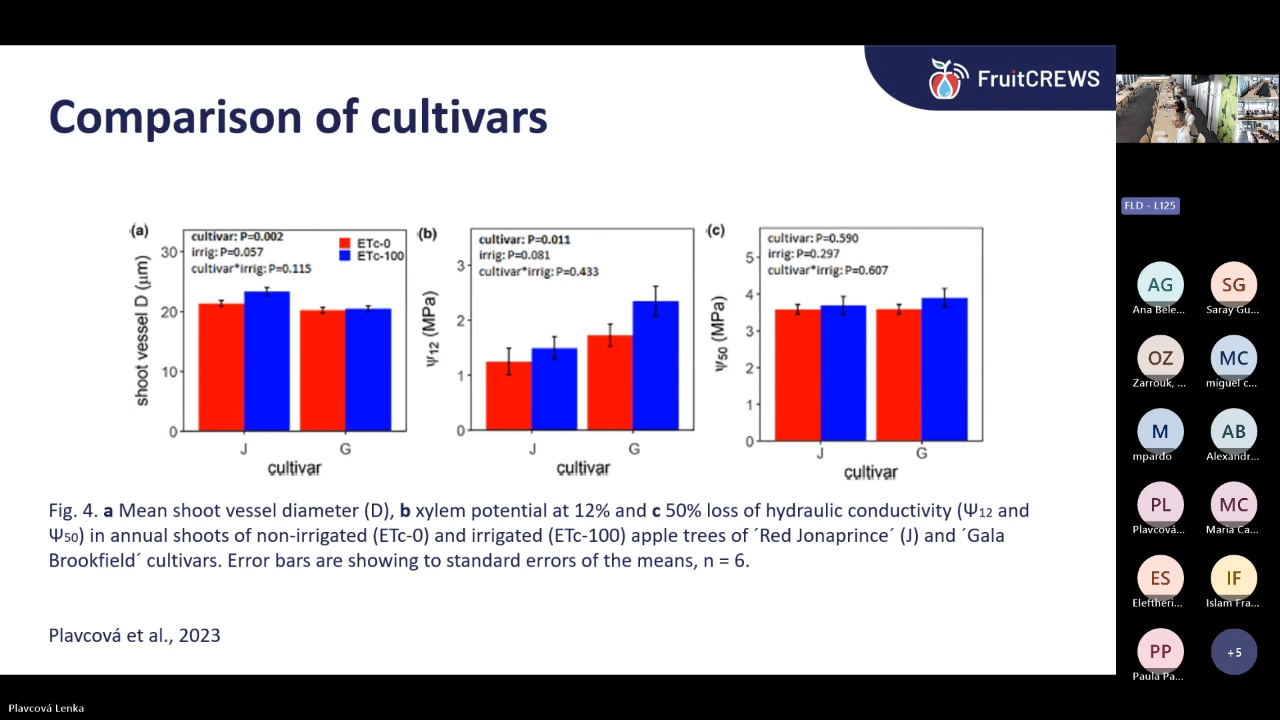 FruitCREWS
Comparison of cultivars
(a)
cultivar: P=0.002
irrig: P=0.057
cultivar*irrig: P=0.115
ETc-0
ETc-100
30
20
10
0
shoot vessel D (μm)
J
G
cultivar
(b)
cultivar: P=0.011
irrig: P=0.081
cultivar*irrig: P=0.433
3
2
1
0
Ψ12 (MPa)
J
G
cultivar
(c)
cultivar: P=0.590
irrig: P=0.297
cultivar*irrig: P=0.607
5
4
3
2
1
0
Ψ50 (MPa)
J
G
cultivar
Fig. 4. a Mean shoot vessel diameter (D), b xylem potential at 12% and c 50% loss of hydraulic conductivity (Ψ12 and
Ψ50) in annual shoots of non-irrigated (ETc-0) and irrigated (ETc-100) apple trees of ´Red Jonaprince´ (J) and ´Gala
Brookfield´ cultivars. Error bars are showing to standard errors of the means, n = 6.
Plavcová et al., 2023
FLD - L125
AG
Ana Bele...
SG
Saray Gu...
OZ
Zarrouk, ...
MC
miguel c...
M
mpardo
AB
Alexandr...
PL
Plavcová...
MC
Maria Ca...
ES
Eleftheri...
IF
Islam Fra...
PP
Paula Pa...
+5
Plavcová Lenka